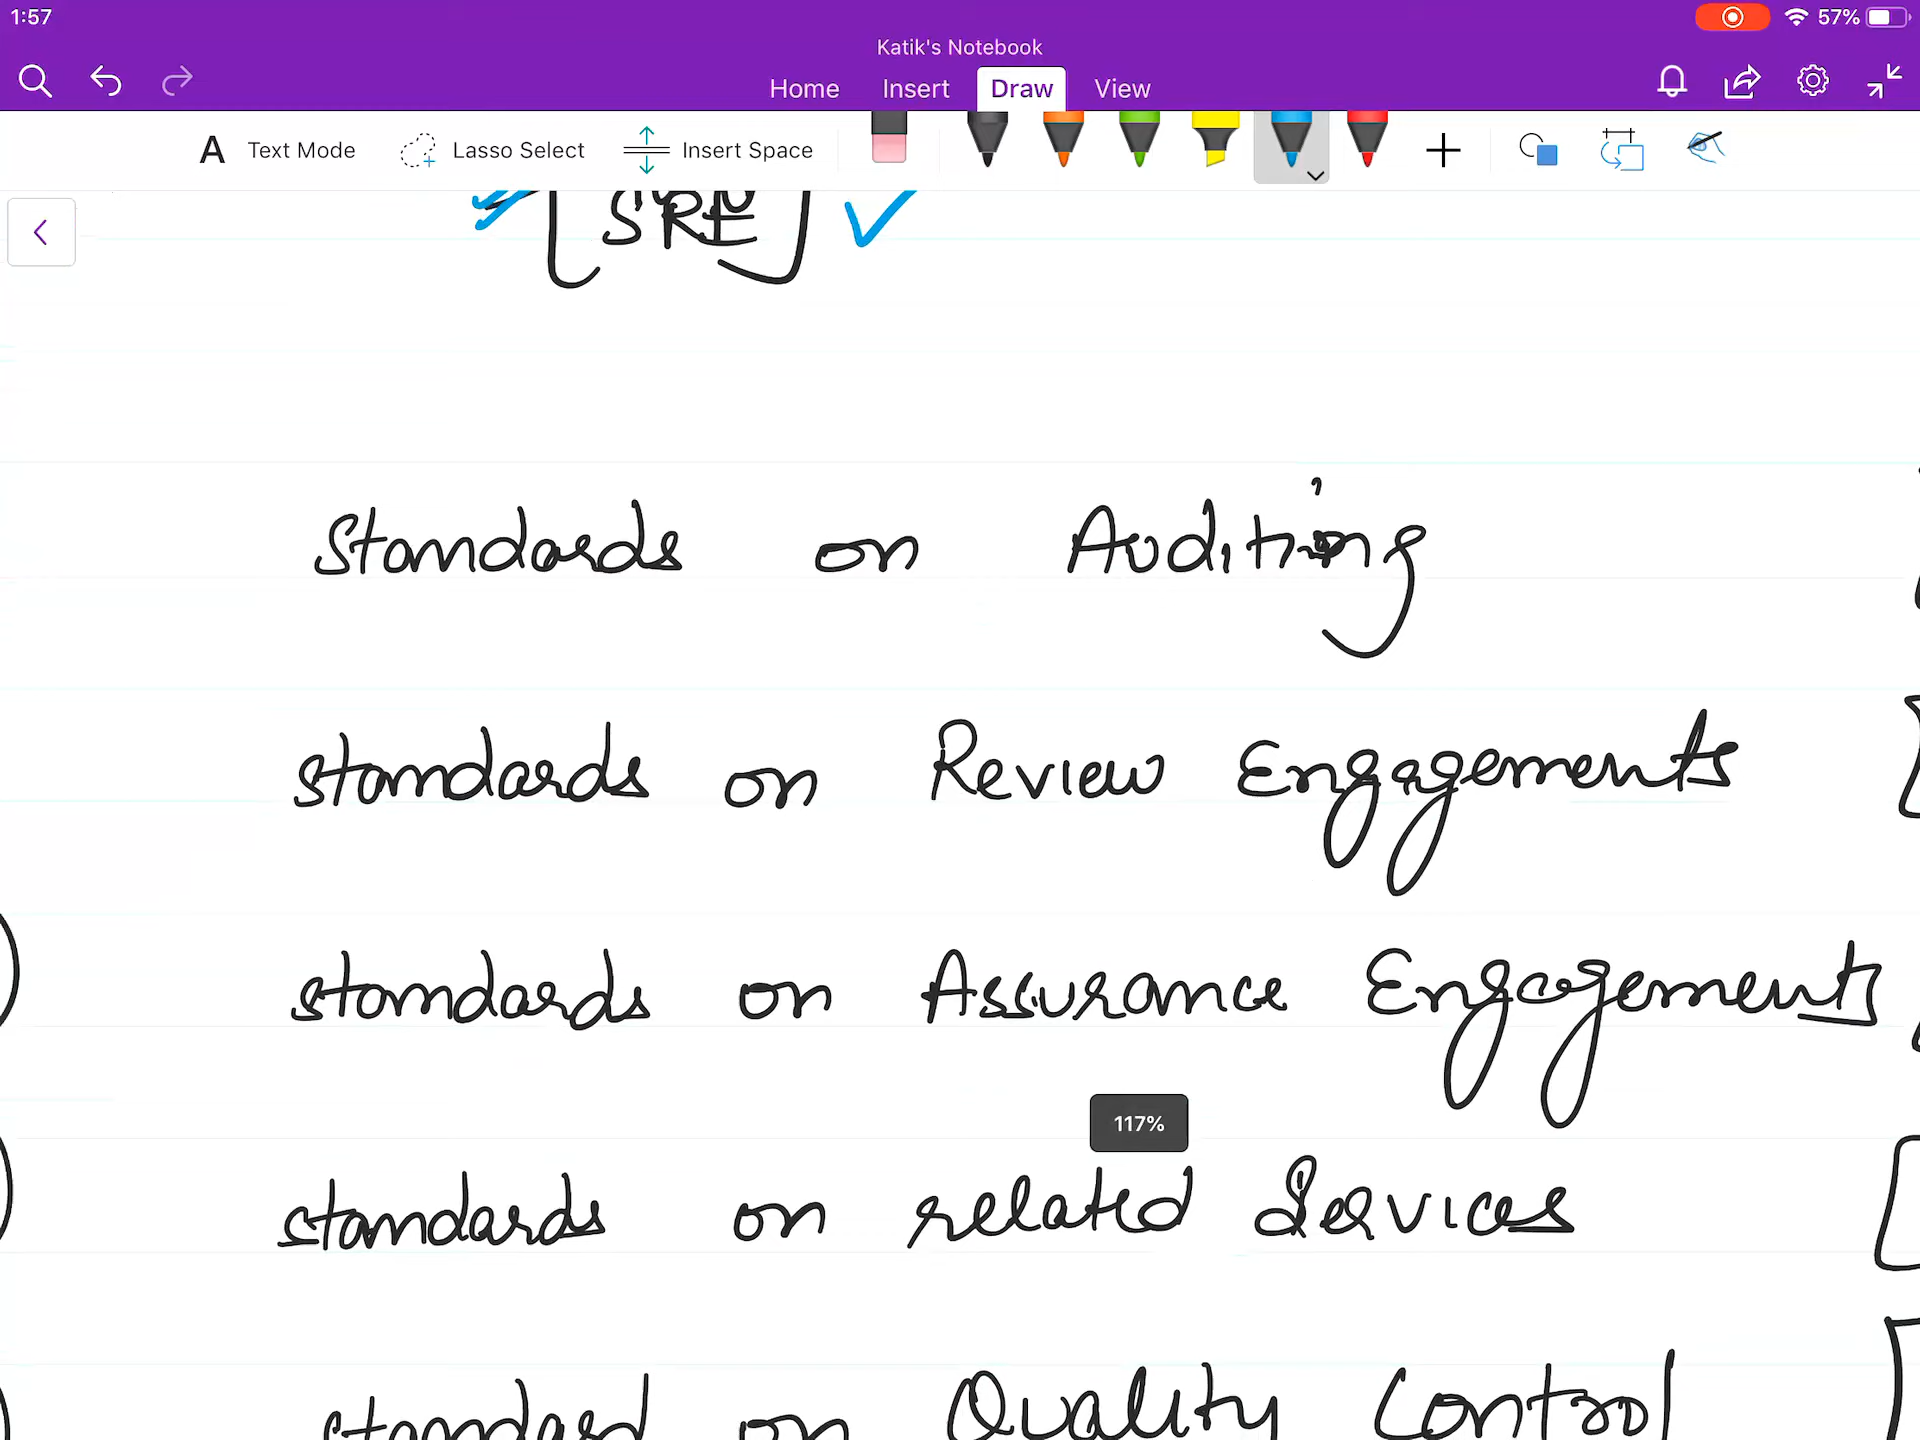 1:57
57%
Katik's Notebook
Home Insert Draw View
A Text Mode Lasso Select Insert Space
SRE
Standards on Auditing
standards on Review Engagements
standards on Assurance Engagements
117%
standards on related Services
standard on Quality Control